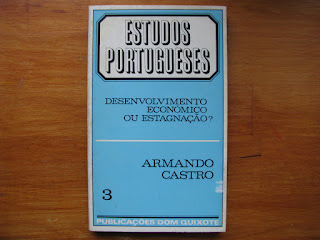 ESTUDOS
PORTUGUESES
DESENVOLVIMENTO
ECONÓMICO
OU ESTAGNAÇÃO?
ARMANDO
CASTRO
3
PUBLICAÇÕES DOM QUIXOTE